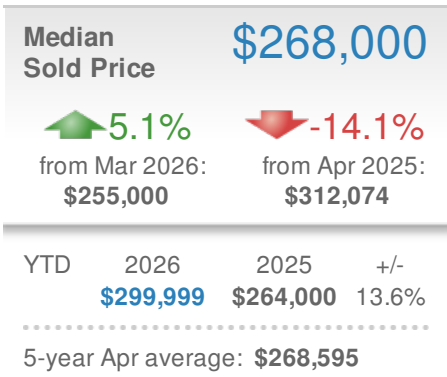 Median
Sold Price
$268,000
5.1% -14.1%
from Mar 2026: from Apr 2025:
$255,000 $312,074
YTD 2026 2025 +/-
$299,999 $264,000 13.6%
5-year Apr average: $268,595